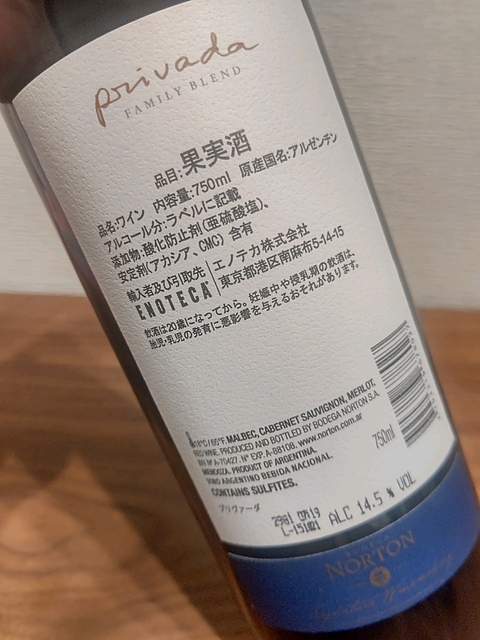 privada
FAMILY BLEND
品目:果実酒
品名:ワイン 内容量:750ml 原産国名:アルゼンチン
アルコール分:ラベルに記載
添加物:酸化防止剤(亜硫酸塩)、
安定剤(アカシア、CMC)含有
輸入者及び引取先 エノテカ株式会社
ENOTECA 東京都港区南麻布5-14-15
飲酒は20歳になってから。妊娠中や授乳期の飲酒は、
胎児・乳児の発育に悪影響を与えるおそれがあります。
18°C / 65°F. MALBEC, CABERNET SAUVIGNON, MERLOT.
RED WINE. PRODUCED AND BOTTLED BY BODEGA NORTON S.A.
INV. Nº A-70427. Nº EXP. A-88108. www.norton.com.ar
MENDOZA. PRODUCT OF ARGENTINA.
VINO ARGENTINO BEBIDA NACIONAL.
CONTAINS SULFITES.
750ml
プリヴァーダ
ALC 14.5 % VOL
NORTON